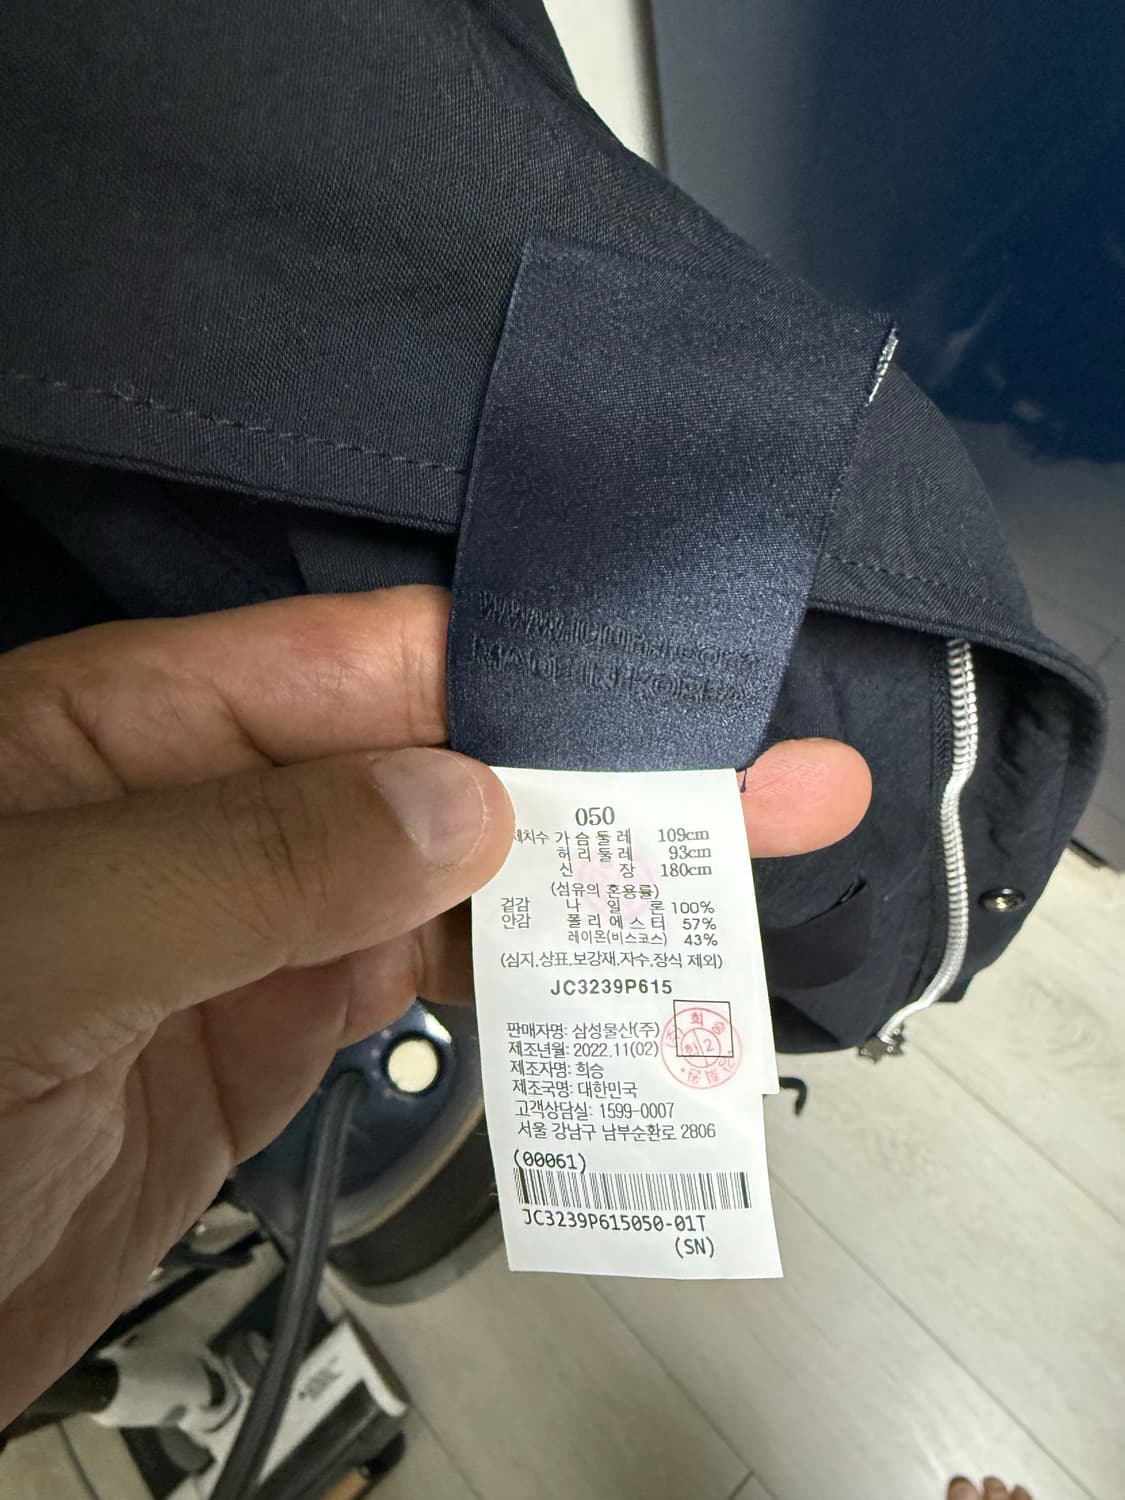 050
체치수 가슴둘레 109cm
허리둘레 93cm
신장 180cm
(섬유의 혼용률)
겉감 나일론 100%
안감 폴리에스터 57%
레이온(비스코스) 43%
(심지,상표,보강재,자수,장식 제외)
JC3239P615
판매자명: 삼성물산(주)
제조년월: 2022.11(02)
제조자명: 희승
제조국명: 대한민국
고객상담실: 1599-0007
서울 강남구 남부순환로 2806
(00061)
JC3239P615050-01T
(SN)